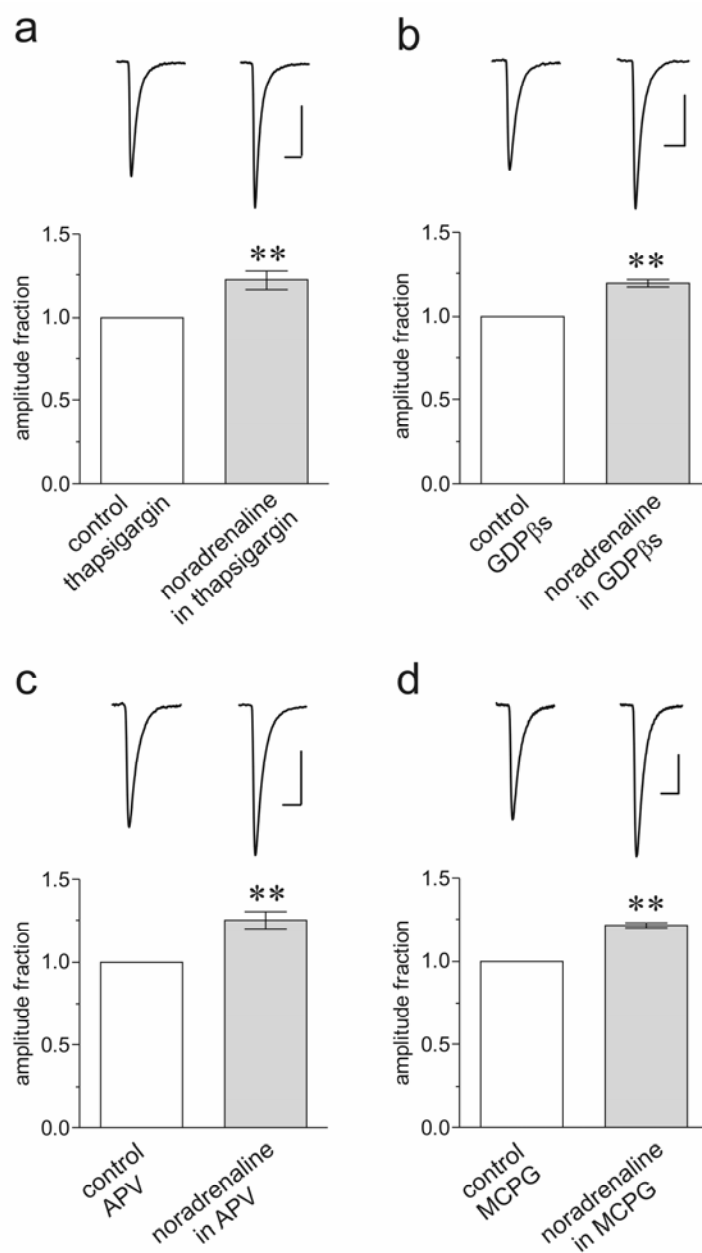 a
**
1.5
1.0
0.5
0.0
amplitude fraction
control
thapsigargin
noradrenaline
in thapsigargin
b
**
1.5
1.0
0.5
0.0
amplitude fraction
control
GDPβs
noradrenaline
in GDPβs
c
**
1.5
1.0
0.5
0.0
amplitude fraction
control
APV
noradrenaline
in APV
d
**
1.5
1.0
0.5
0.0
amplitude fraction
control
MCPG
noradrenaline
in MCPG